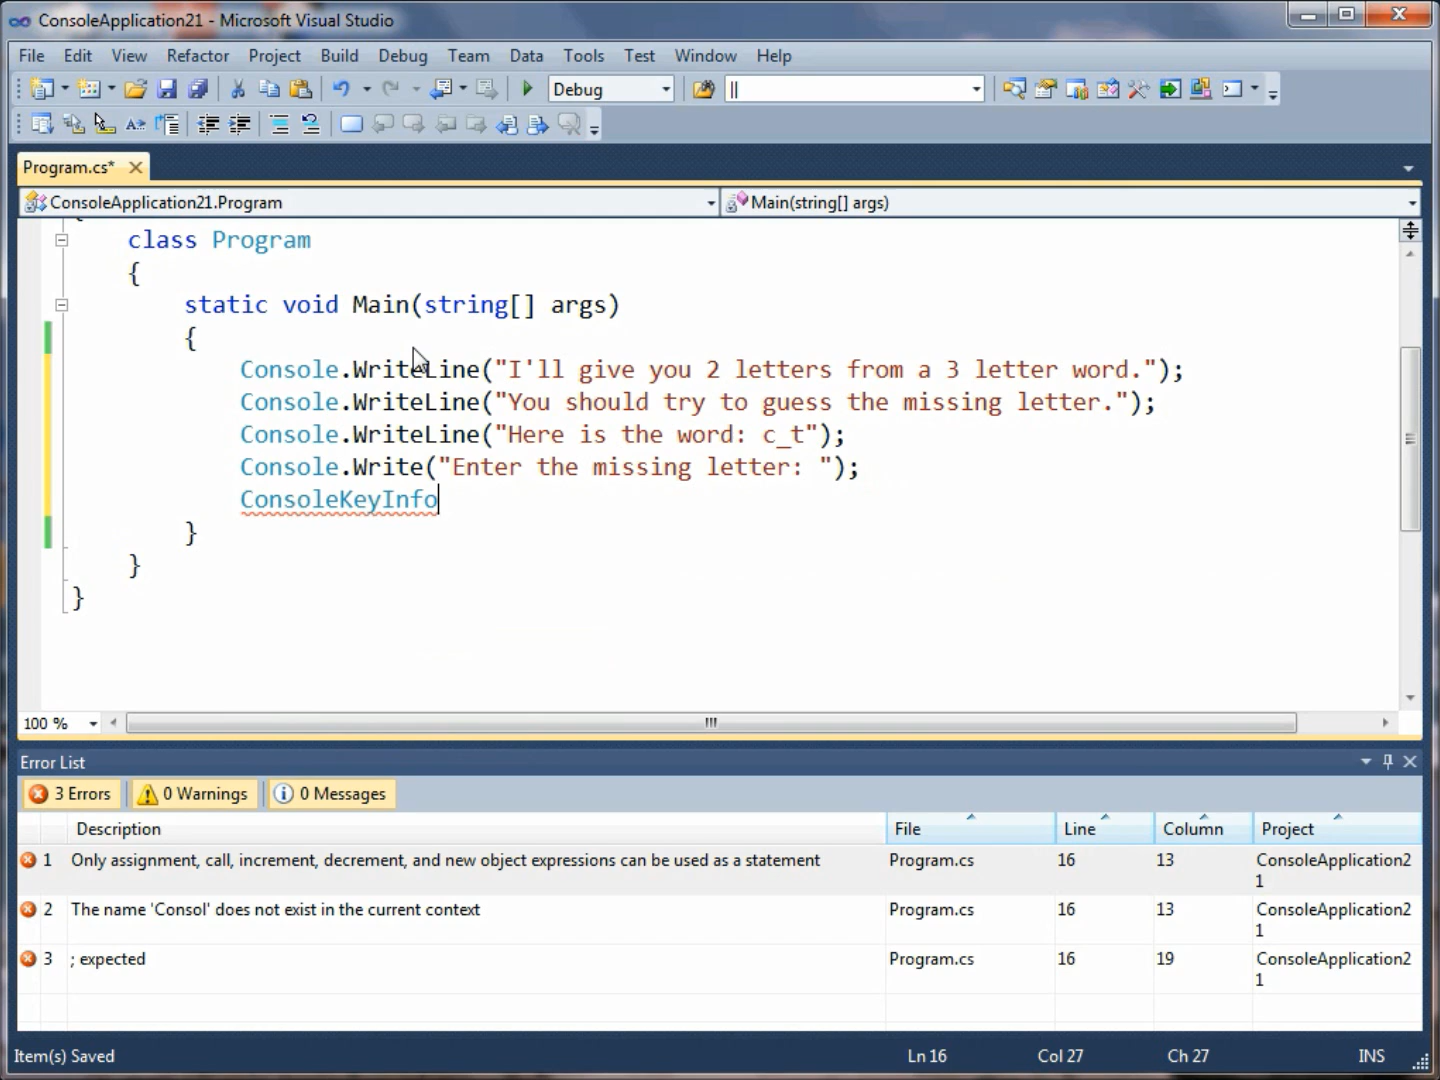 ConsoleApplication21 - Microsoft Visual Studio
File Edit View Refactor Project Build Debug Team Data Tools Test Window Help
Debug ||
Program.cs*
ConsoleApplication21.Program Main(string[] args)
{
class Program
{
static void Main(string[] args)
{
Console.WriteLine("I'll give you 2 letters from a 3 letter word.");
Console.WriteLine("You should try to guess the missing letter.");
Console.WriteLine("Here is the word: c_t");
Console.Write("Enter the missing letter: ");
ConsoleKeyInfo
}
}
}
100 %
Error List
3 Errors 0 Warnings 0 Messages
Description File Line Column Project
1 Only assignment, call, increment, decrement, and new object expressions can be used as a statement Program.cs 16 13 ConsoleApplication2
1
2 The name 'Consol' does not exist in the current context Program.cs 16 13 ConsoleApplication2
1
3 ; expected Program.cs 16 19 ConsoleApplication2
1
Item(s) Saved Ln 16 Col 27 Ch 27 INS